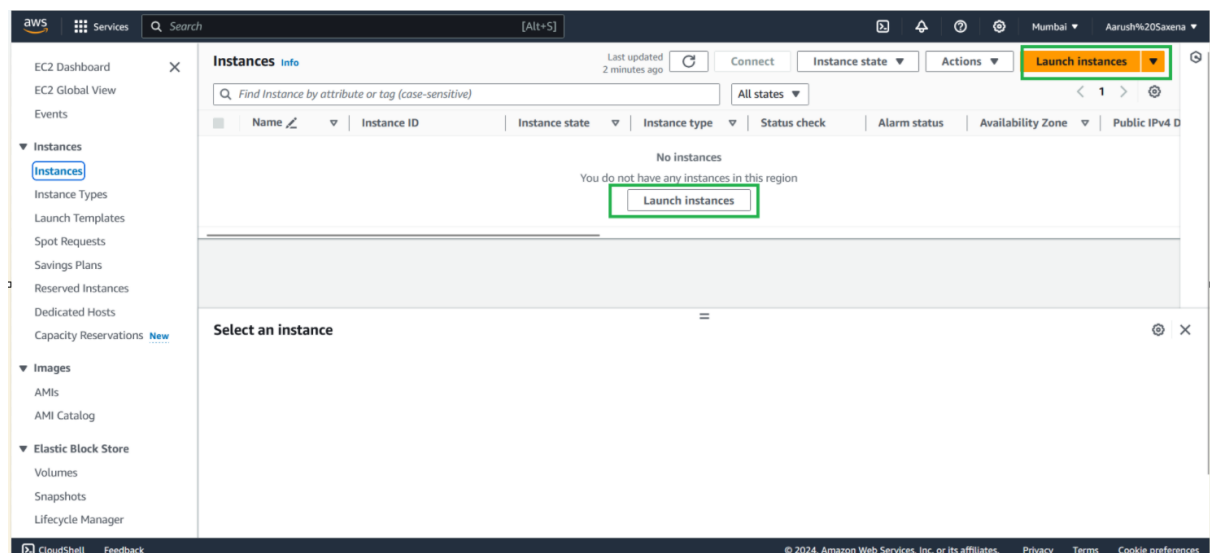 aws Services Search [Alt+S] Mumbai ▼ Aarush%20Saxena ▼
EC2 Dashboard
EC2 Global View
Events
Instances
Instances
Instance Types
Launch Templates
Spot Requests
Savings Plans
Reserved Instances
Dedicated Hosts
Capacity Reservations New
Images
AMIs
AMI Catalog
Elastic Block Store
Volumes
Snapshots
Lifecycle Manager
Instances Info
Last updated
2 minutes ago
Connect Instance state ▼ Actions ▼ Launch instances ▼
Find Instance by attribute or tag (case-sensitive) All states ▼ < 1 >
Name Instance ID Instance state Instance type Status check Alarm status Availability Zone Public IPv4 D
No instances
You do not have any instances in this region
Launch instances
Select an instance
CloudShell Feedback © 2024, Amazon Web Services, Inc. or its affiliates. Privacy Terms Cookie preferences